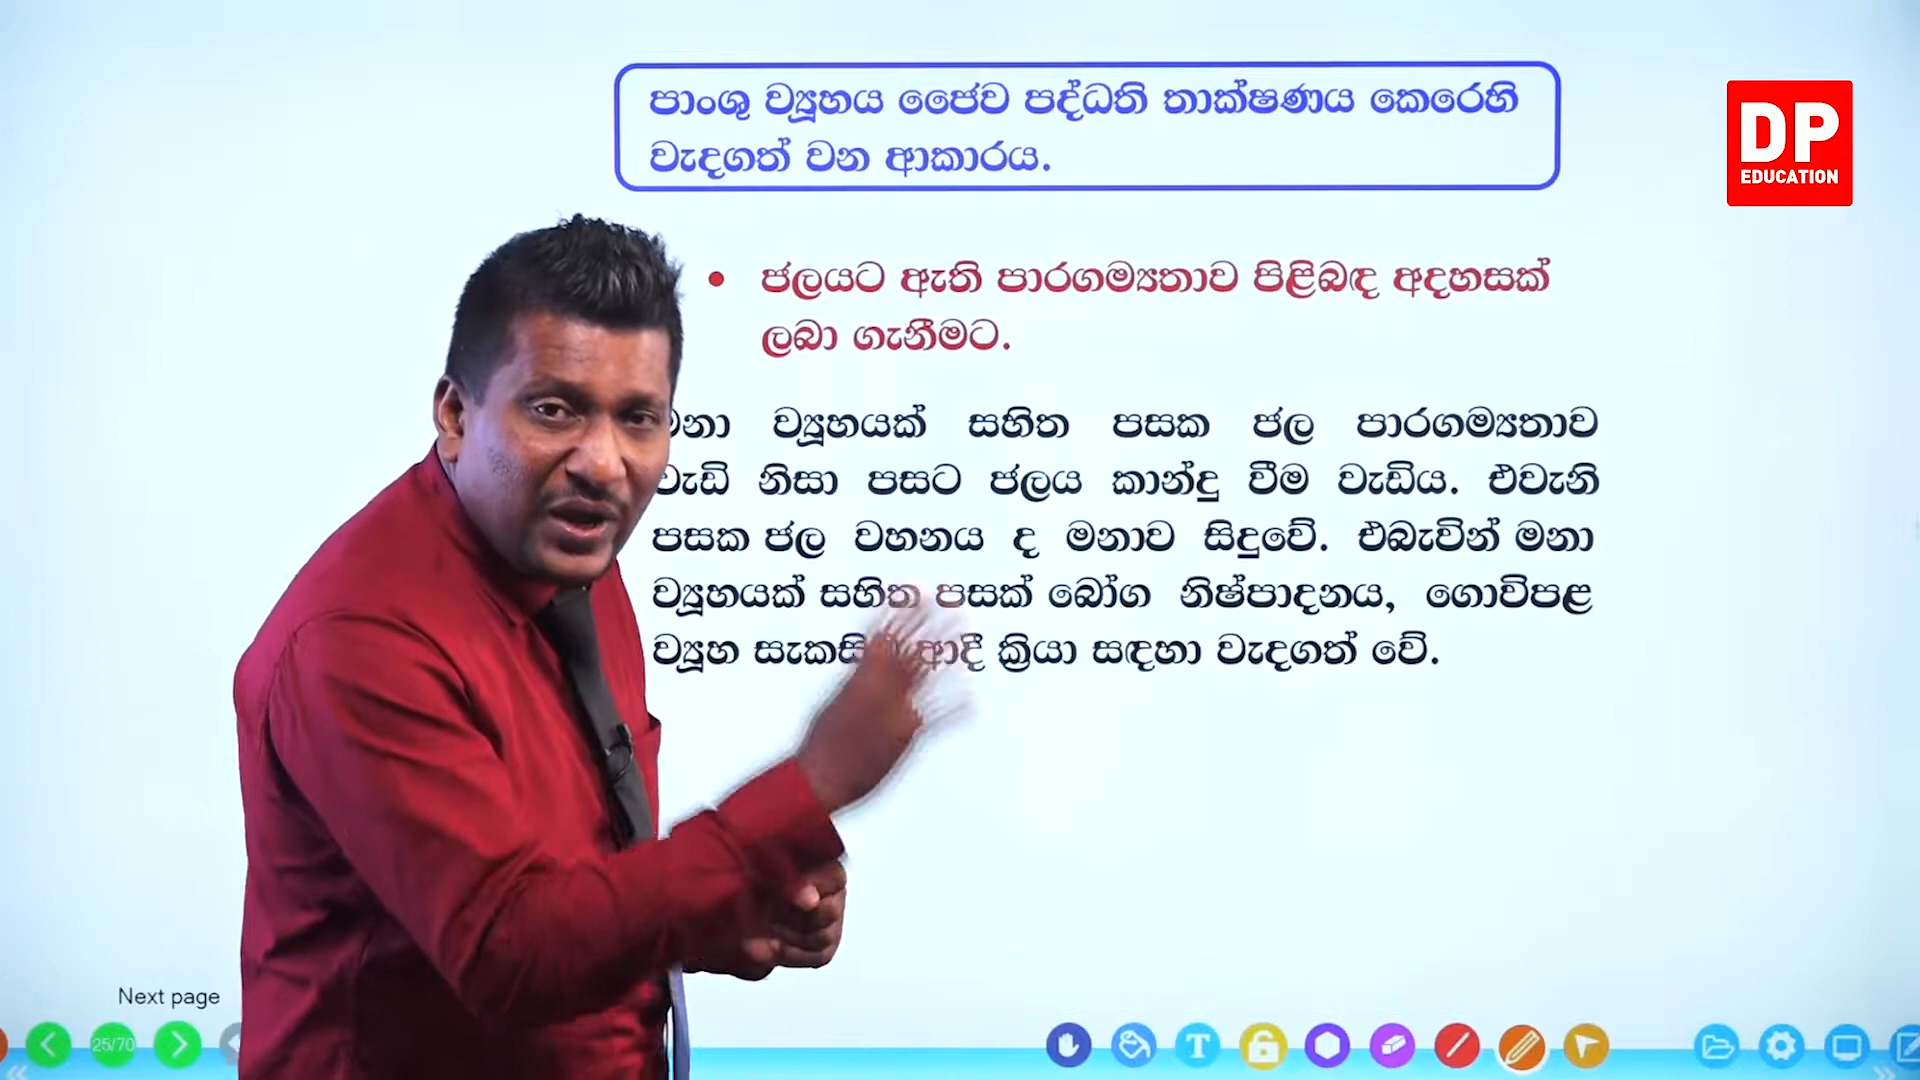 පාංශු ව්‍යූහය ජෛව පද්ධති තාක්ෂණය කෙරෙහි
වැදගත් වන ආකාරය.
DP
EDUCATION
• ජලයට ඇති පාරගම්‍යතාව පිළිබඳ අදහසක්
ලබා ගැනීමට.
මනා ව්‍යූහයක් සහිත පසක ජල පාරගම්‍යතාව
වැඩි නිසා පසට ජලය කාන්දු වීම වැඩිය. එවැනි
පසක ජල වහනය ද මනාව සිදුවේ. එබැවින් මනා
ව්‍යූහයක් සහිත පසක් බෝග නිෂ්පාදනය, ගොවිපළ
ව්‍යූහ ආදී ක්‍රියා සඳහා වැදගත් වේ.
Next page
25/70